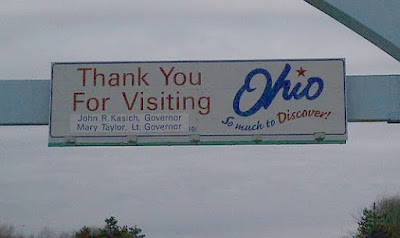 Thank You
For Visiting
John R. Kasich, Governor
Mary Taylor, Lt. Governor
Ohio
So much to Discover!